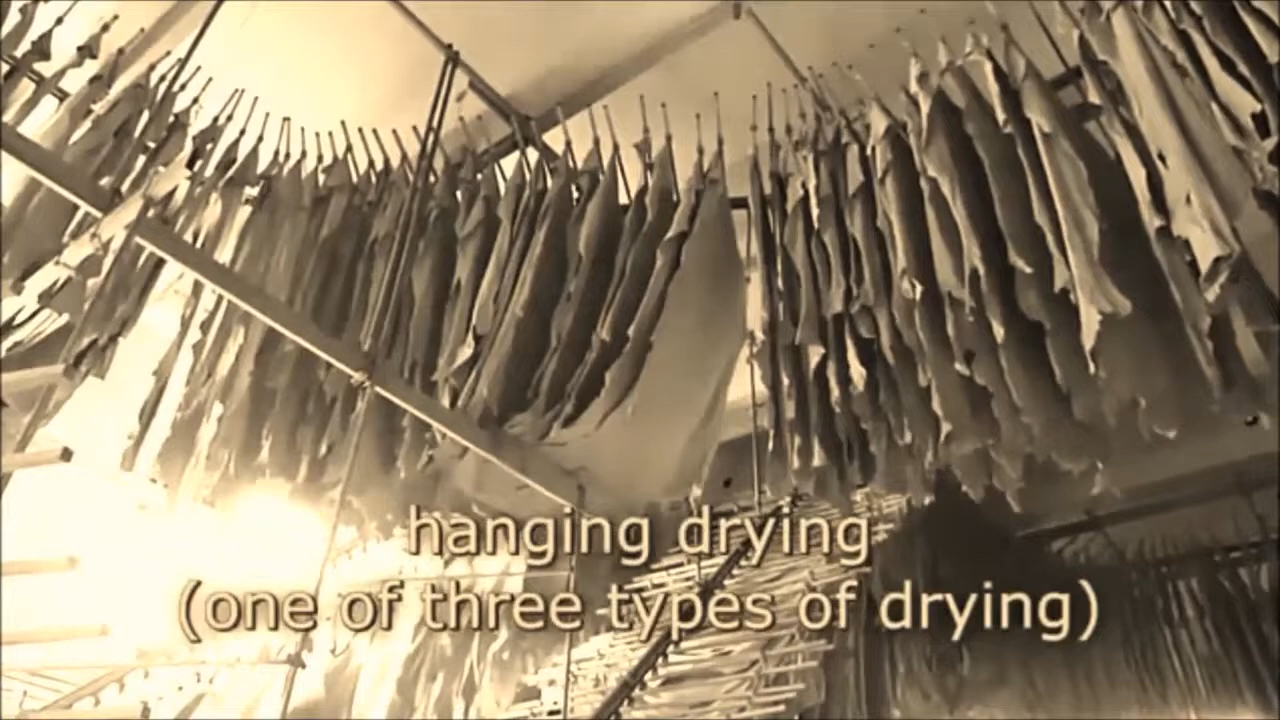 hanging drying
(one of three types of drying)